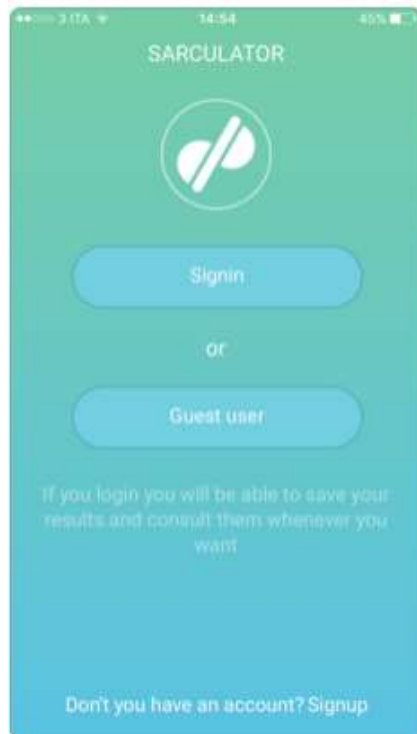 3 ITA 14:54 45%
SARCULATOR
Signin
or
Guest user
If you login you will be able to save your
results and consult them whenever you
want
Don't you have an account? Signup